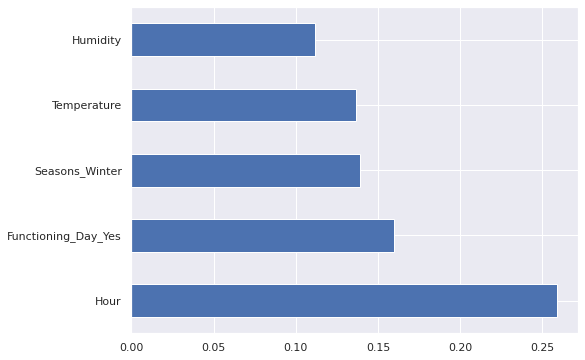 Humidity
Temperature
Seasons_Winter
Functioning_Day_Yes
Hour
0.00 0.05 0.10 0.15 0.20 0.25